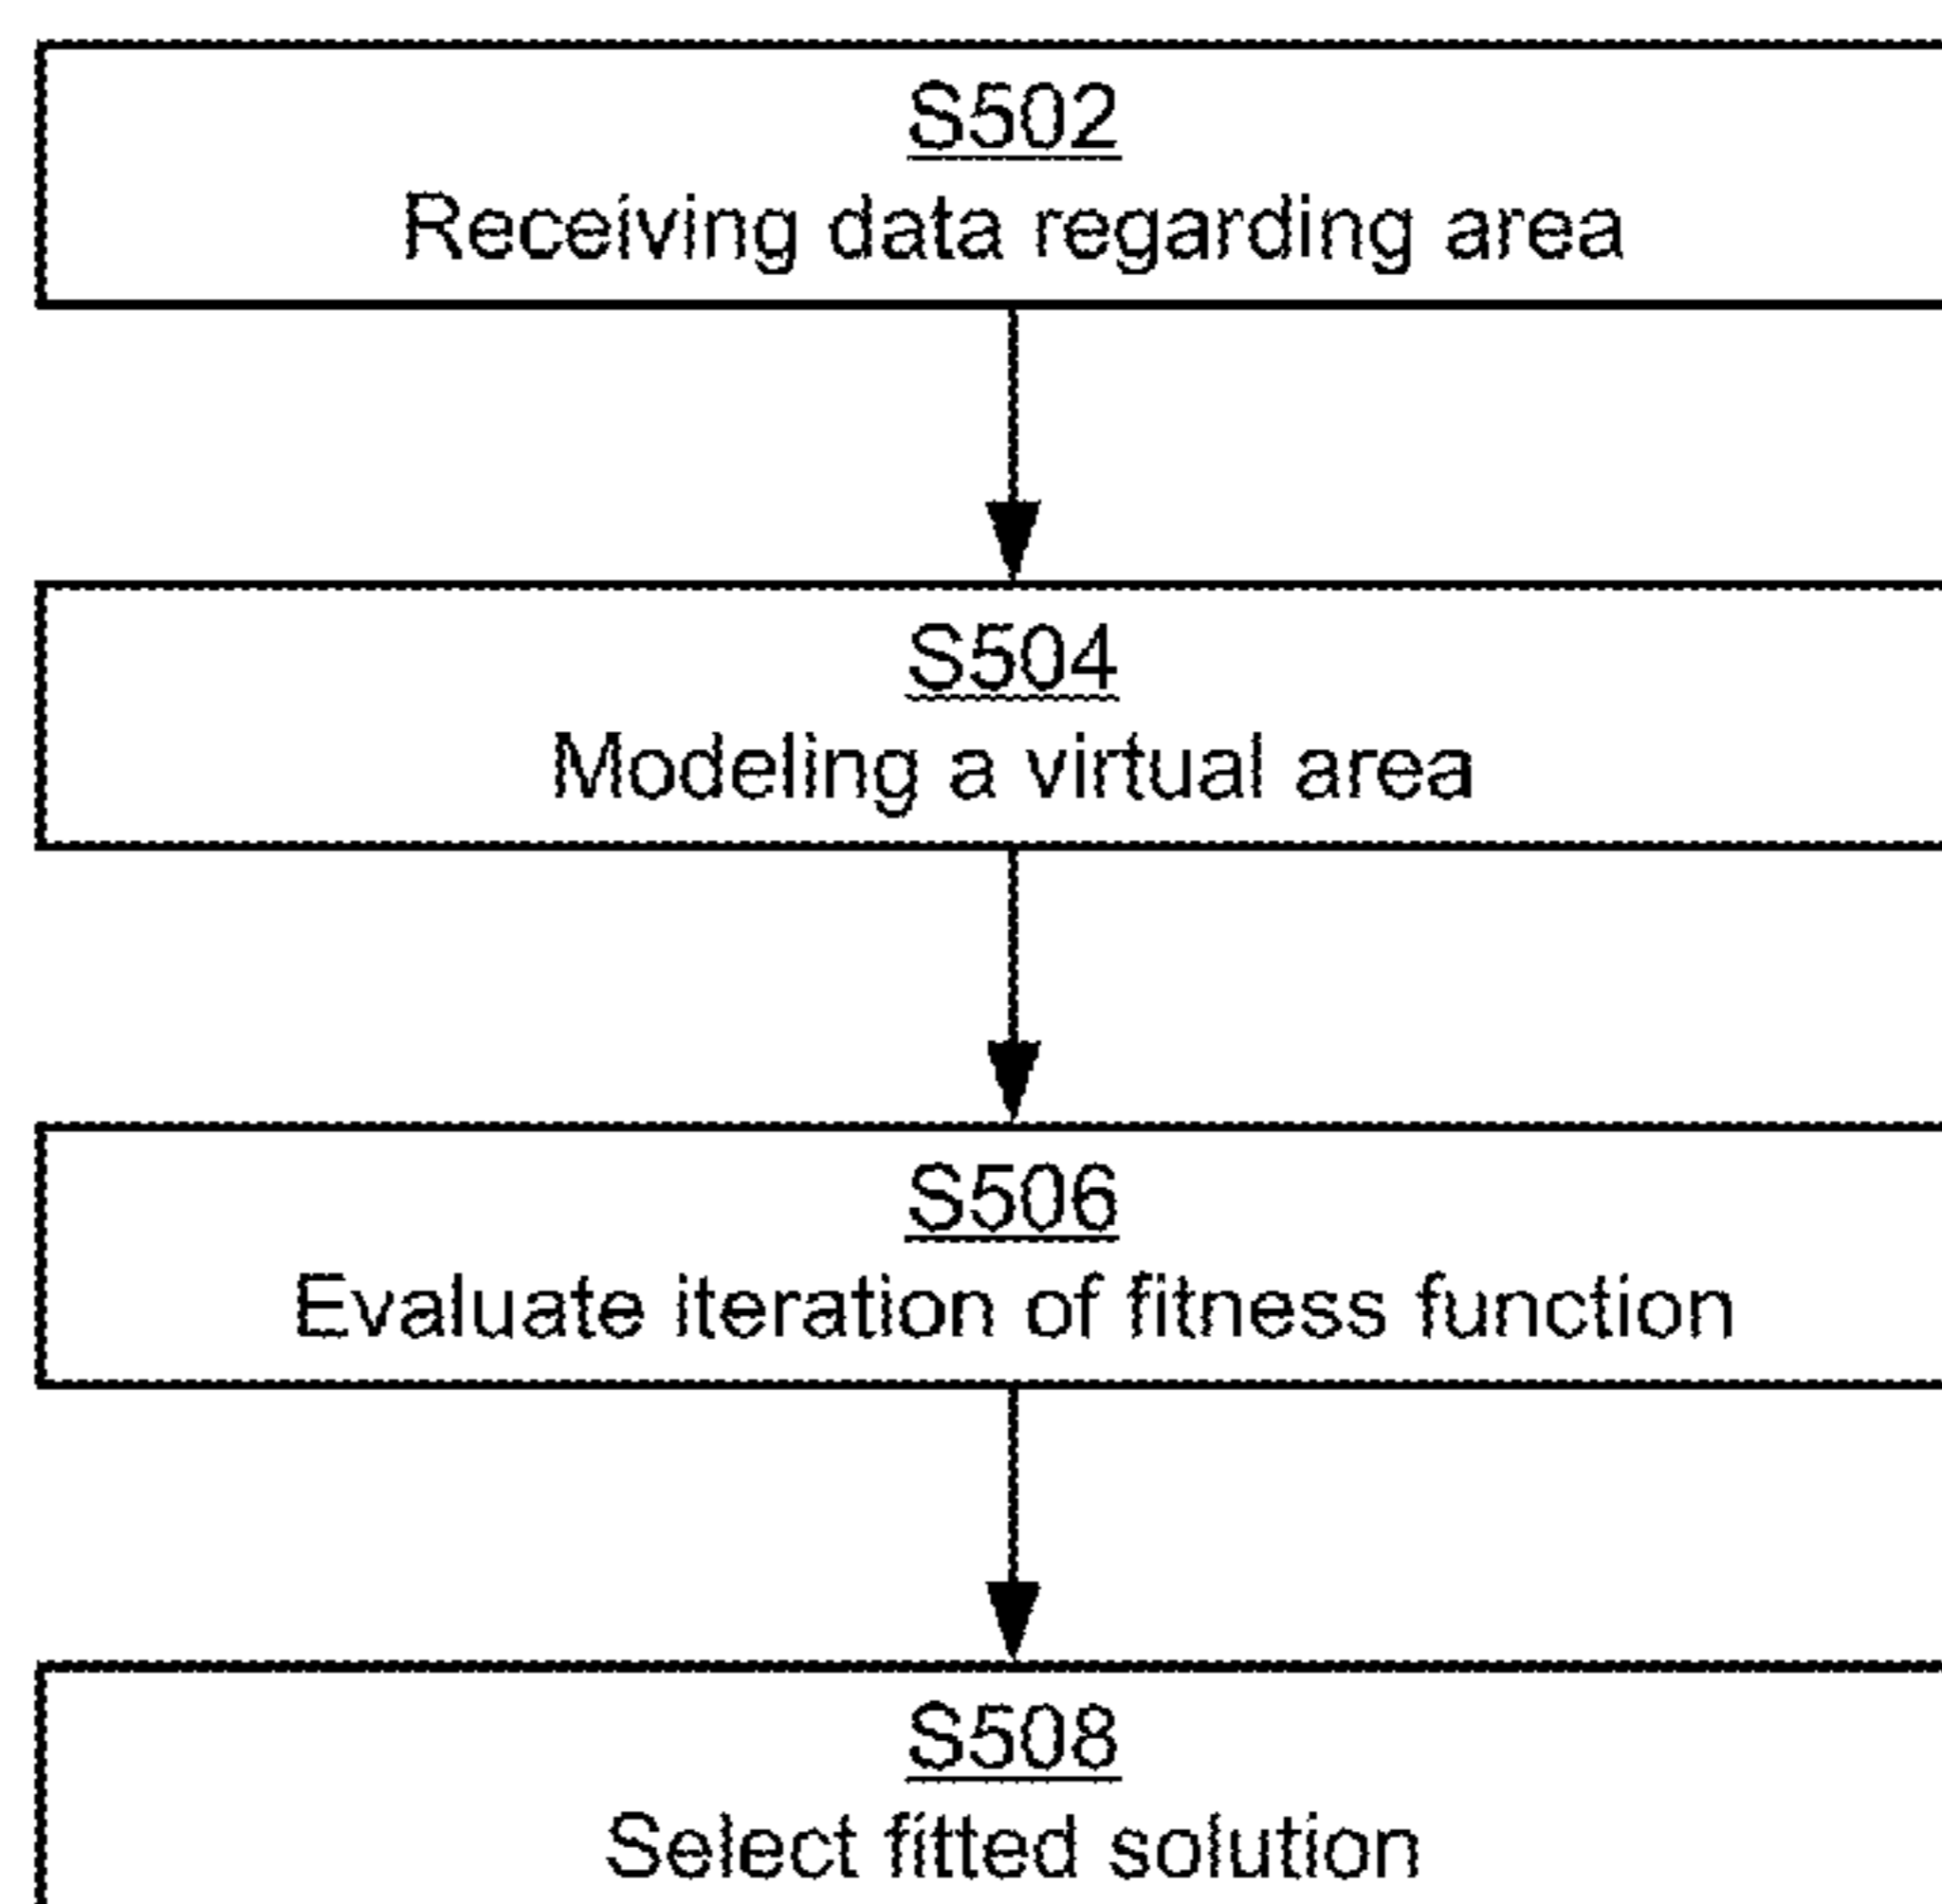 S502
Receiving data regarding area
S504
Modeling a virtual area
S506
Evaluate iteration of fitness function
S508
Select fitted solution